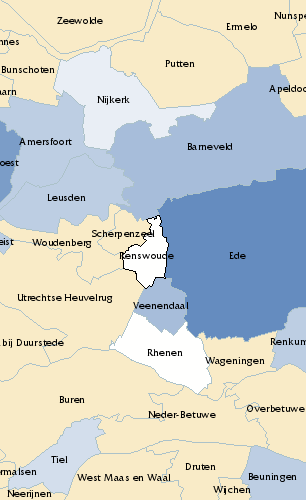 Nunsp
Zeewolde
Ermelo
nnes
Putten
Bunschoten
aarn
Apeldoo
Nijkerk
Amersfoort
Barneveld
oest
Leusden
Scherpenzeel
eist
Woudenberg
Renswoude
Ede
Utrechtse Heuvelrug
Veenendaal
bij Duurstede
Renkum
Rhenen
Wageningen
Buren
Neder-Betuwe
Overbetuwe
Tiel
Druten
ermalsen
West Maas en Waal
Beuningen
Neerijnen
Wijchen